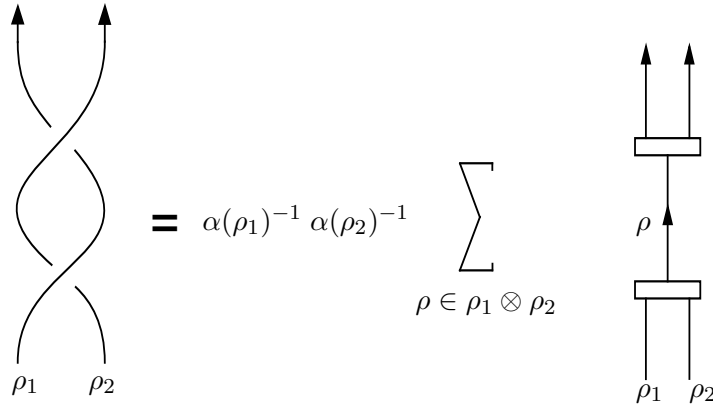 = α(ρ₁)⁻¹ α(ρ₂)⁻¹ ∑
ρ
ρ ∈ ρ₁ ⊗ ρ₂
ρ₁ ρ₂
ρ₁ ρ₂